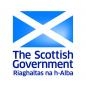 The Scottish
Government
Riaghaltas na h-Alba